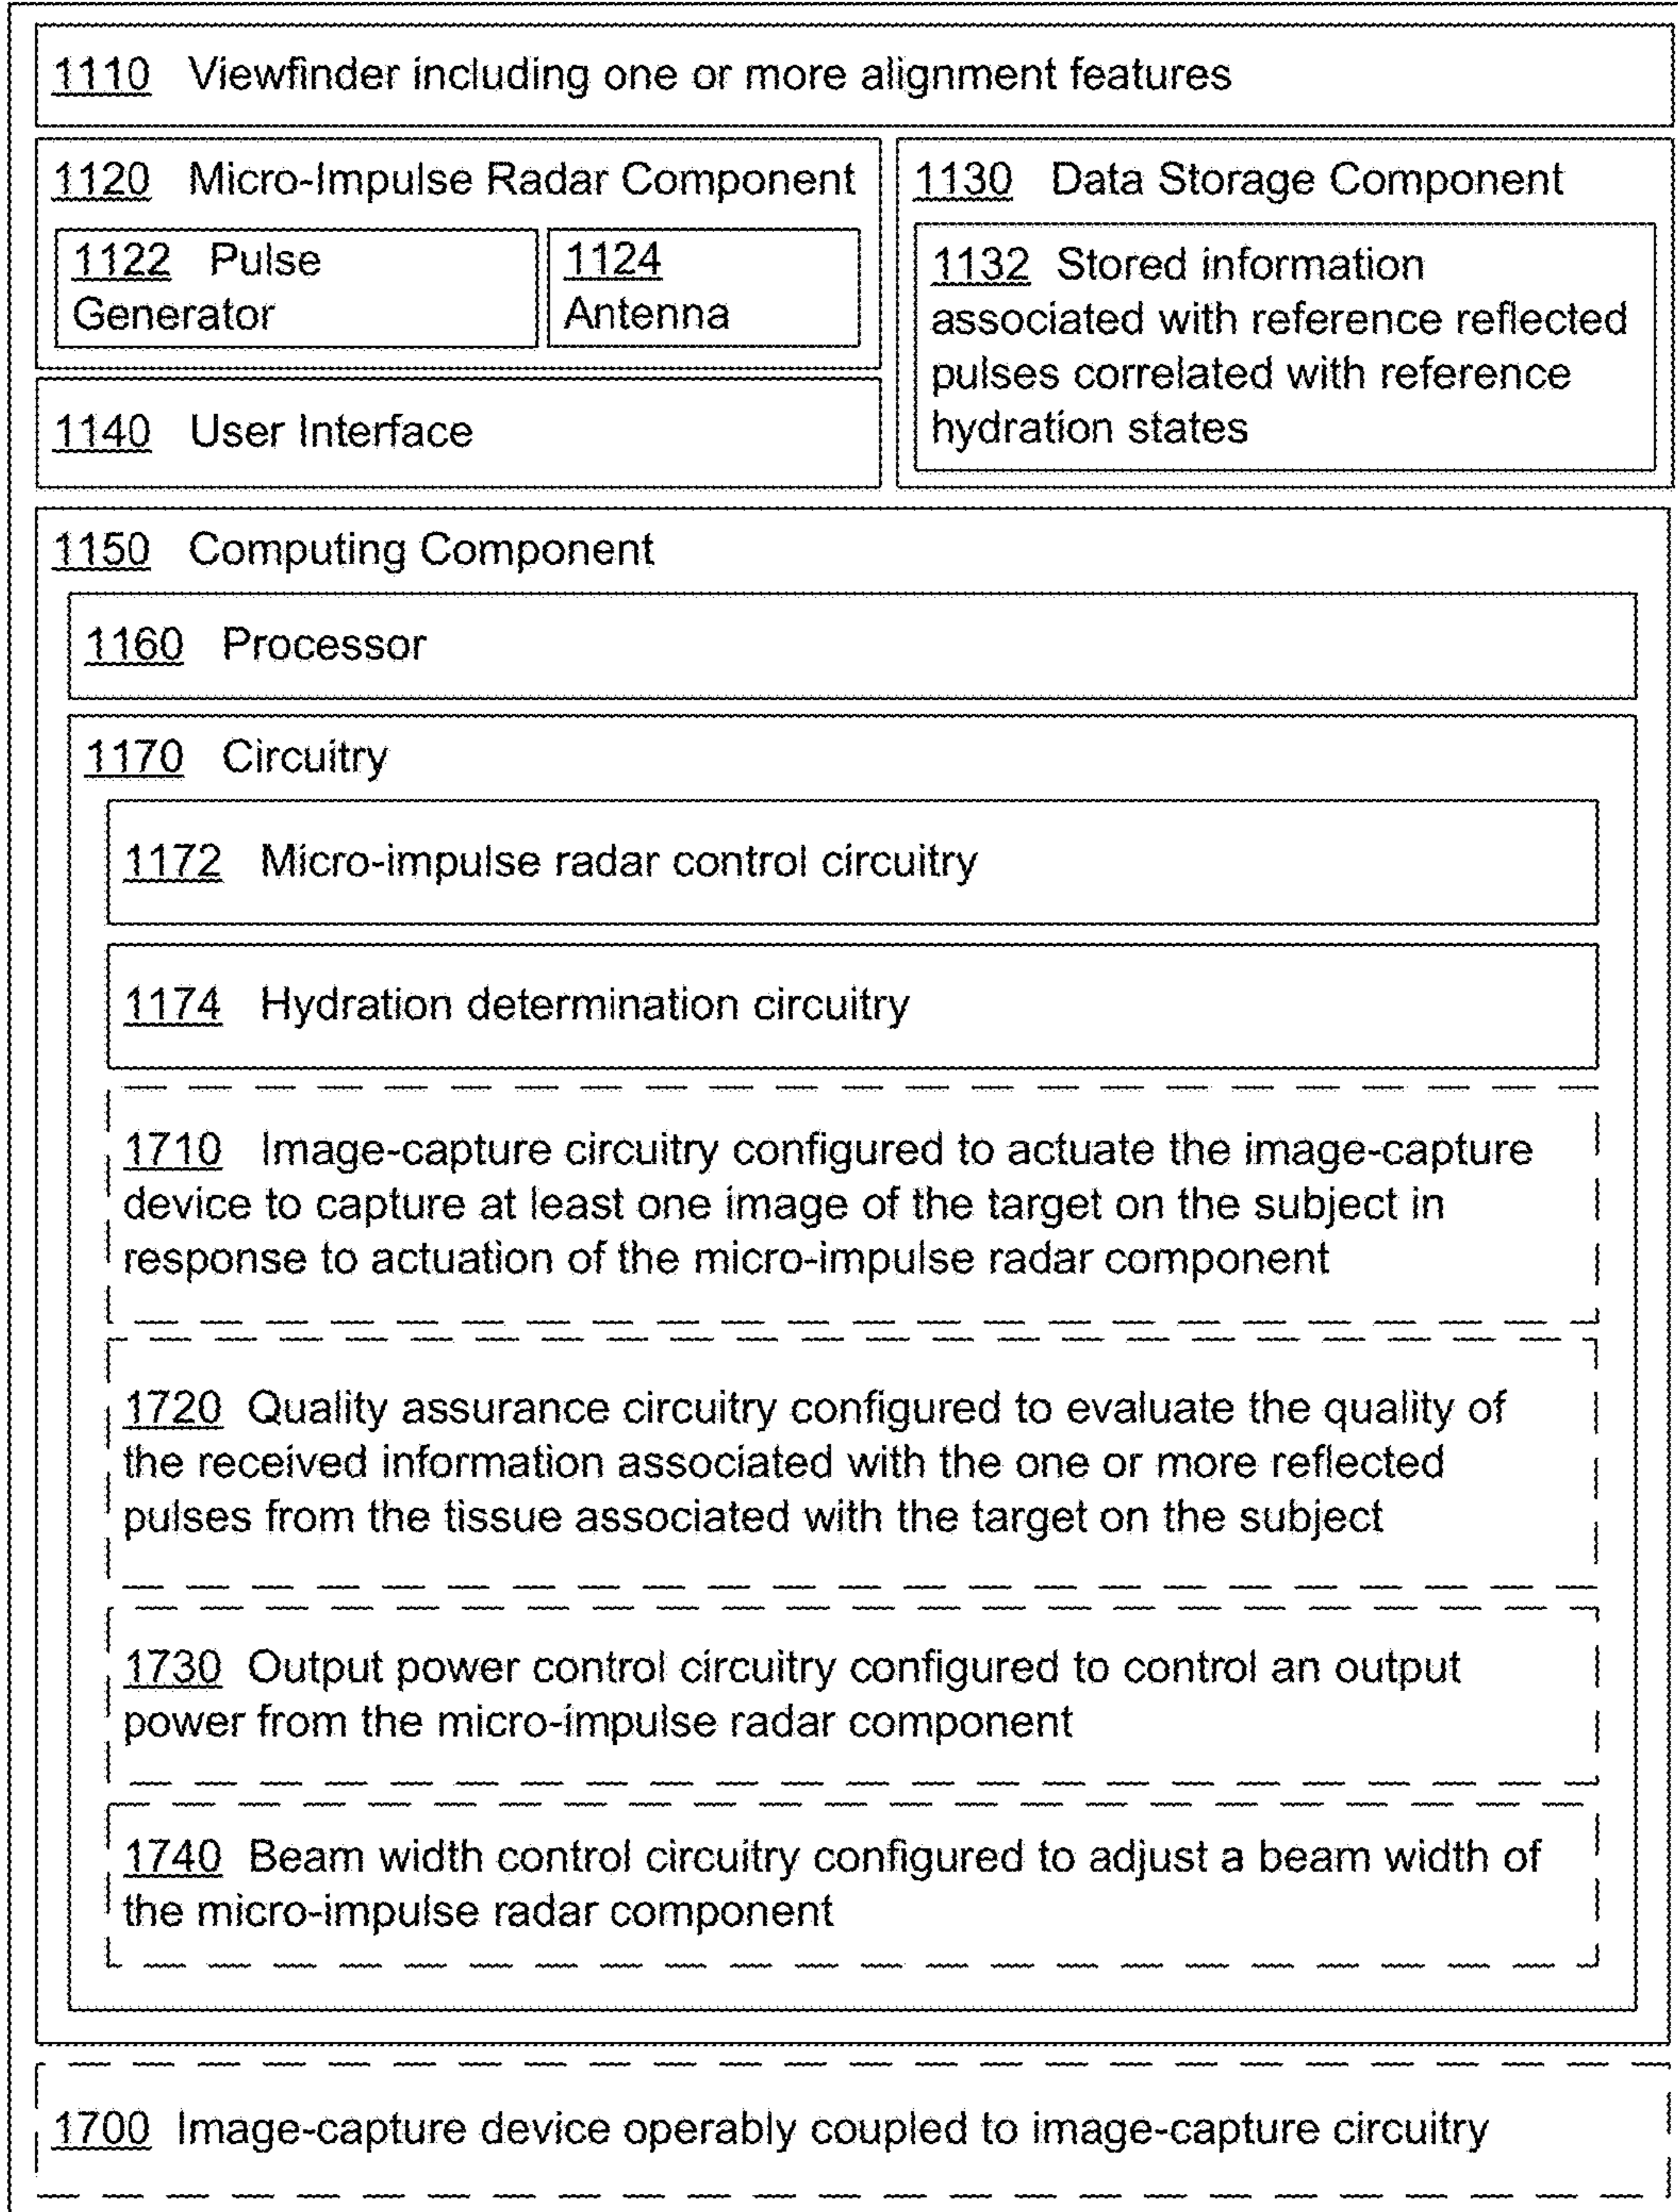 1110 Viewfinder including one or more alignment features
1120 Micro-Impulse Radar Component
1122 Pulse
Generator
1124
Antenna
1130 Data Storage Component
1132 Stored information
associated with reference reflected
pulses correlated with reference
hydration states
1140 User Interface
1150 Computing Component
1160 Processor
1170 Circuitry
1172 Micro-impulse radar control circuitry
1174 Hydration determination circuitry
1710 Image-capture circuitry configured to actuate the image-capture
device to capture at least one image of the target on the subject in
response to actuation of the micro-impulse radar component
1720 Quality assurance circuitry configured to evaluate the quality of
the received information associated with the one or more reflected
pulses from the tissue associated with the target on the subject
1730 Output power control circuitry configured to control an output
power from the micro-impulse radar component
1740 Beam width control circuitry configured to adjust a beam width of
the micro-impulse radar component
1700 Image-capture device operably coupled to image-capture circuitry